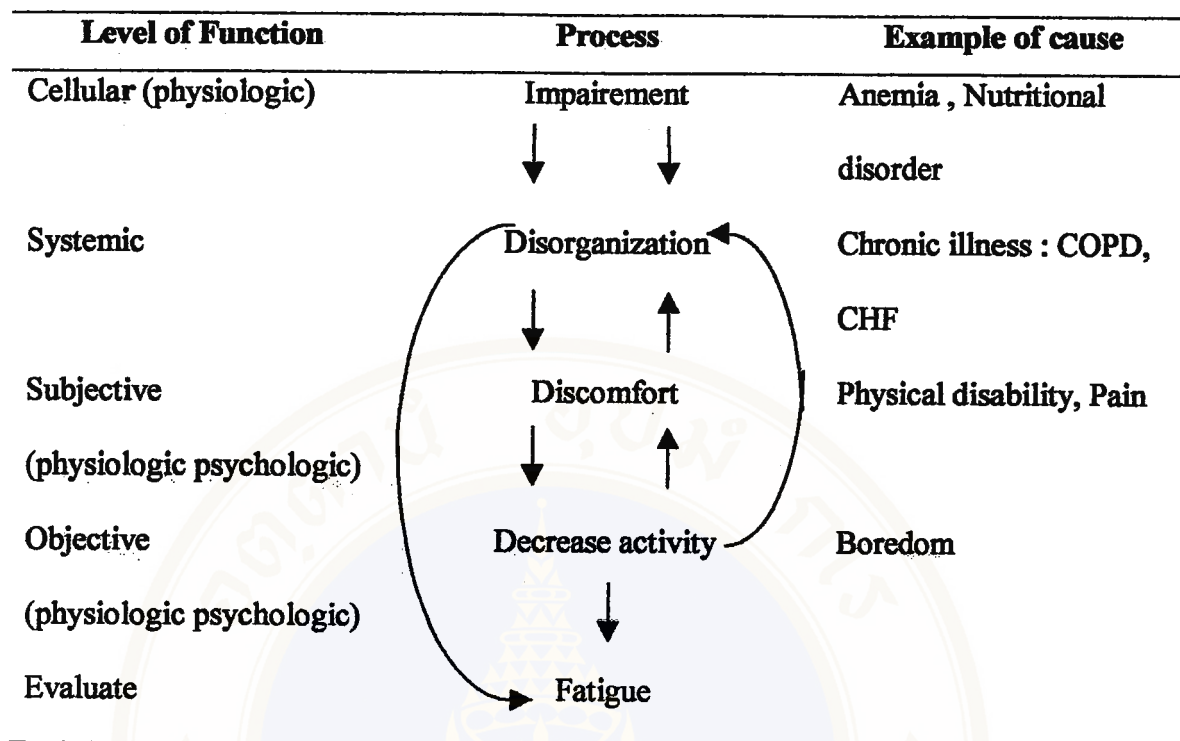 Level of Function Process Example of cause
Cellular (physiologic) Impairement Anemia , Nutritional
disorder
Systemic Disorganization Chronic illness : COPD,
CHF
Subjective Discomfort Physical disability, Pain
(physiologic psychologic)
Objective Decrease activity Boredom
(physiologic psychologic)
Evaluate Fatigue